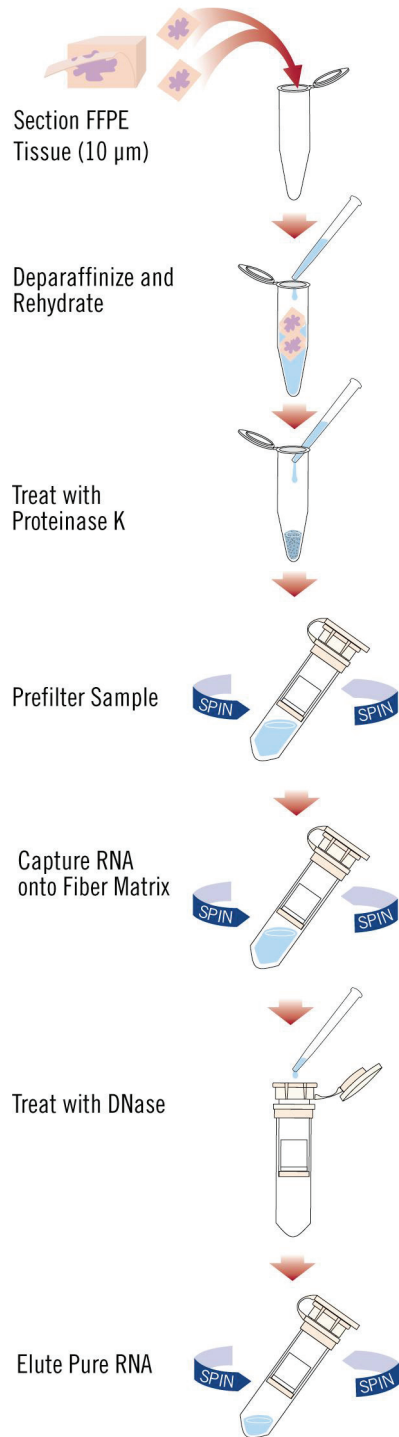 Section FFPE
Tissue (10 µm)
Deparaffinize and
Rehydrate
Treat with
Proteinase K
Prefilter Sample
SPIN
SPIN
Capture RNA
onto Fiber Matrix
SPIN
SPIN
Treat with DNase
Elute Pure RNA
SPIN
SPIN